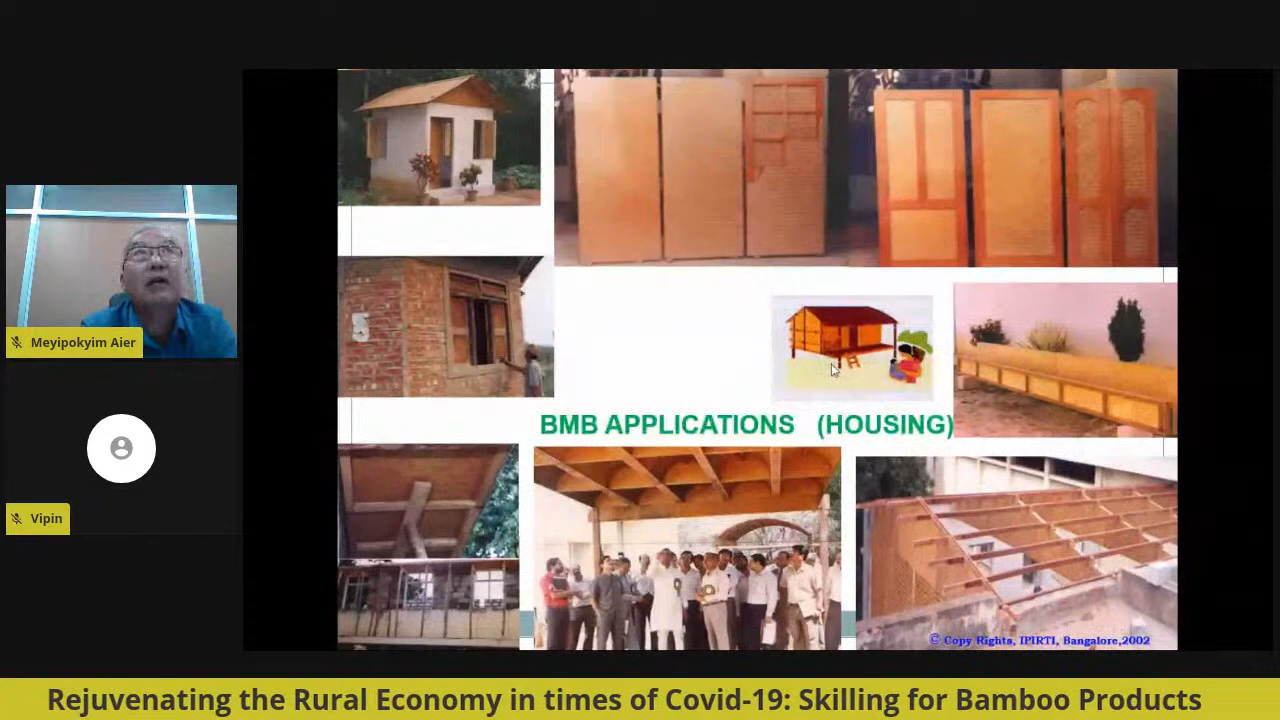 Meyipokyim Aier
Vipin
BMB APPLICATIONS (HOUSING)
© Copy Rights, IPIRTI, Bangalore,2002
Rejuvenating the Rural Economy in times of Covid-19: Skilling for Bamboo Products